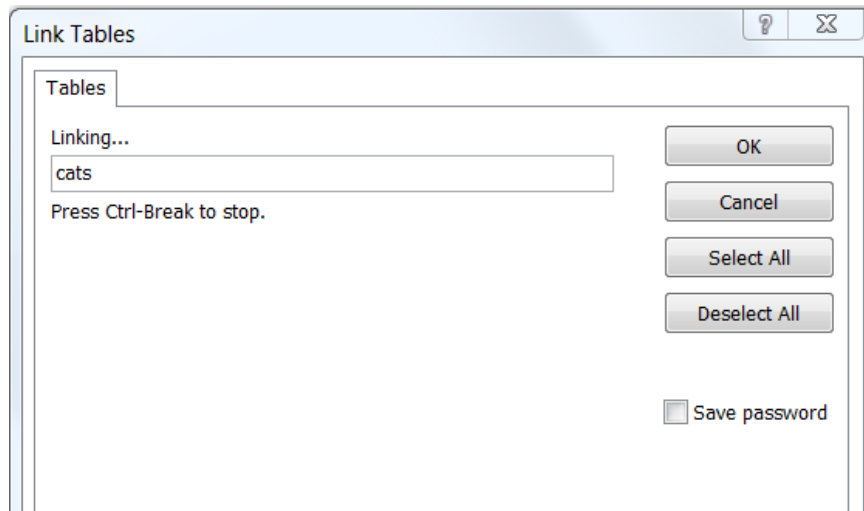 Link Tables
Tables
Linking...
cats
Press Ctrl-Break to stop.
OK
Cancel
Select All
Deselect All
Save password